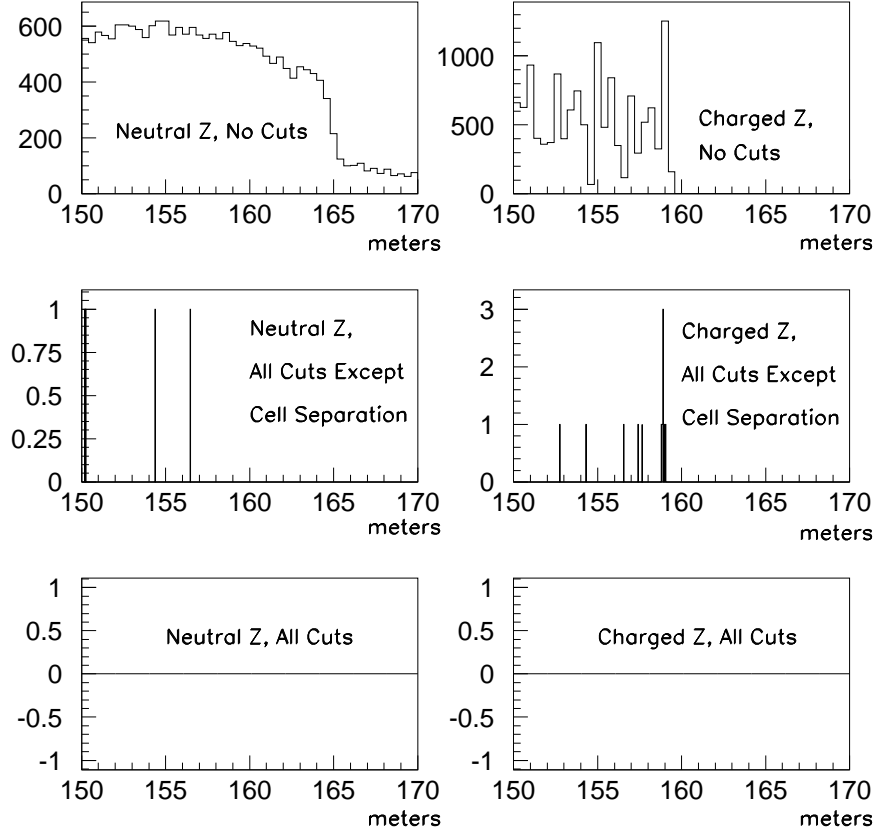 600
400
200
0
150 155 160 165 170
meters
Neutral Z, No Cuts
1000
500
0
150 155 160 165 170
meters
Charged Z,
No Cuts
1
0.75
0.5
0.25
0
150 155 160 165 170
meters
Neutral Z,
All Cuts Except
Cell Separation
3
2
1
0
150 155 160 165 170
meters
Charged Z,
All Cuts Except
Cell Separation
1
0.5
0
-0.5
-1
150 155 160 165 170
meters
Neutral Z, All Cuts
1
0.5
0
-0.5
-1
150 155 160 165 170
meters
Charged Z, All Cuts